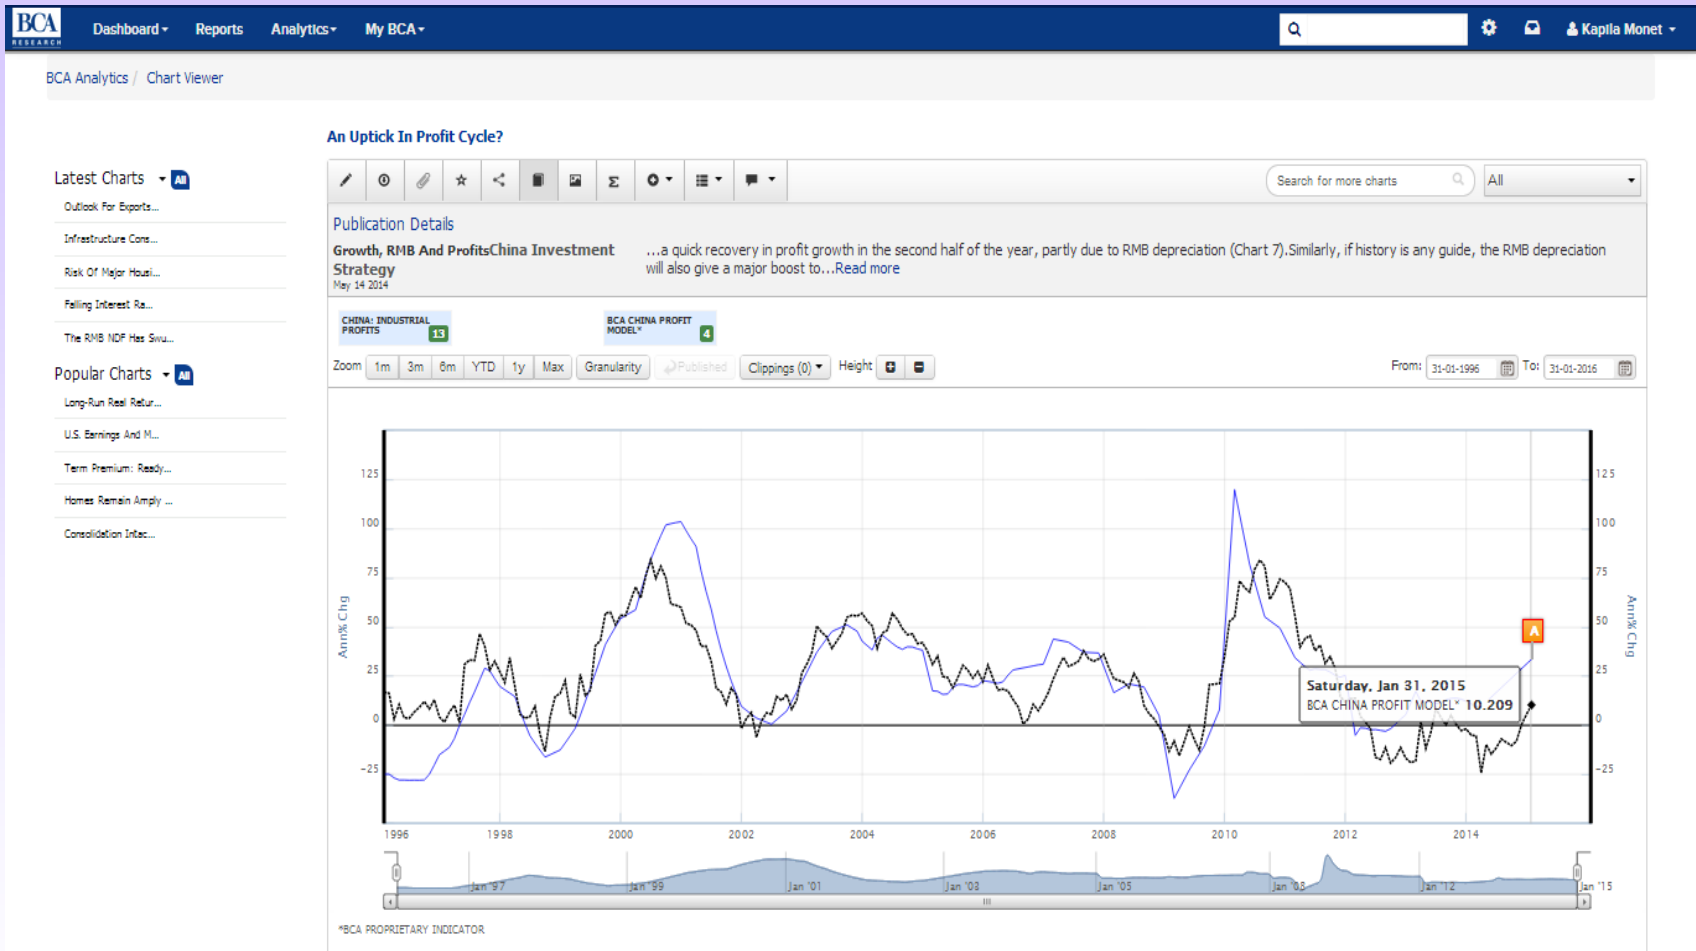 BCA
RESEARCH
Dashboard
Reports
Analytics
My BCA
Kapila Monet
BCA Analytics / Chart Viewer
An Uptick In Profit Cycle?
Latest Charts
All
Outlook For Exports...
Infrastructure Cons...
Risk Of Major Housi...
Falling Interest Ra...
The RMB NDF Has Swu...
Popular Charts
All
Long-Run Real Retur...
U.S. Earnings And M...
Term Premium: Ready...
Homes Remain Amply ...
Consolidation Intac...
Σ
Search for more charts
All
Publication Details
Growth, RMB And ProfitsChina Investment
Strategy
May 14 2014
...a quick recovery in profit growth in the second half of the year, partly due to RMB depreciation (Chart 7).Similarly, if history is any guide, the RMB depreciation
will also give a major boost to...Read more
CHINA: INDUSTRIAL
PROFITS
13
BCA CHINA PROFIT
MODEL*
4
Zoom
1m
3m
6m
YTD
1y
Max
Granularity
Published
Clippings (0)
Height
From:
31-01-1996
To:
31-01-2016
125
100
75
50
25
0
-25
Ann% Chg
125
100
75
50
25
0
-25
Ann% Chg
A
Saturday, Jan 31, 2015
BCA CHINA PROFIT MODEL* 10.209
1996
1998
2000
2002
2004
2006
2008
2010
2012
2014
Jan '97
Jan '99
Jan '01
Jan '03
Jan '05
Jan '12
Jan '15
*BCA PROPRIETARY INDICATOR